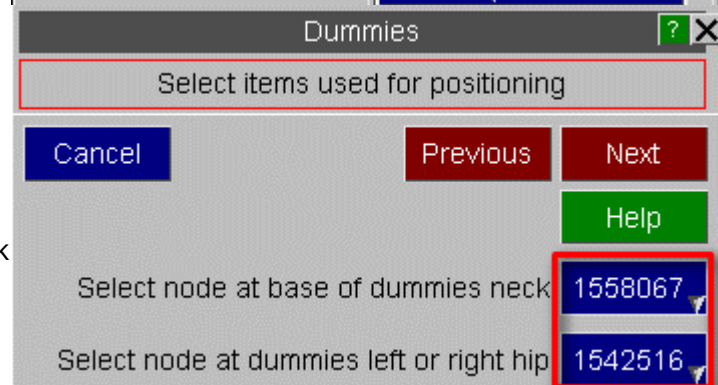 Dummies ? X
Select items used for positioning
Cancel Previous Next
Help
k
Select node at base of dummies neck 1558067
Select node at dummies left or right hip 1542516